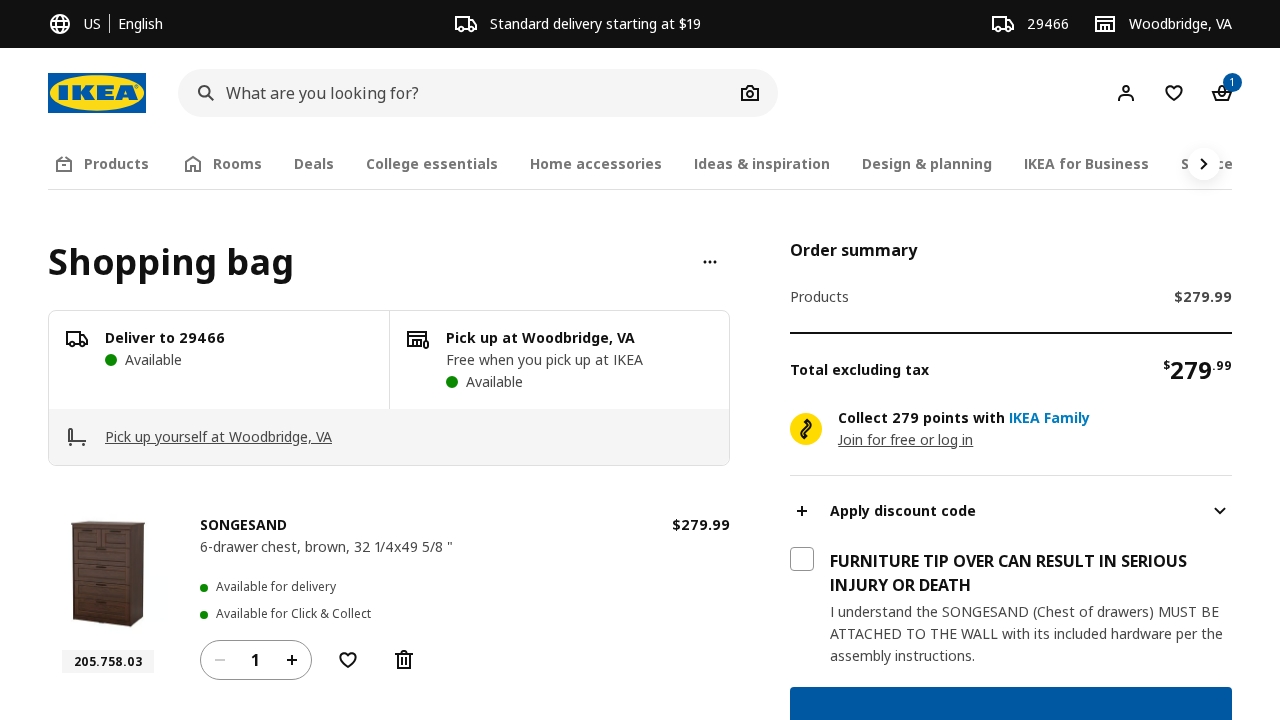 US
English
Standard delivery starting at $19
29466
Woodbridge, VA
IKEA
What are you looking for?
1
Products
Rooms
Deals
College essentials
Home accessories
Ideas & inspiration
Design & planning
IKEA for Business
Shopping bag
Deliver to 29466
Available
Pick up at Woodbridge, VA
Free when you pick up at IKEA
Available
Pick up yourself at Woodbridge, VA
SONGESAND
$279.99
6-drawer chest, brown, 32 1/4x49 5/8 "
Available for delivery
Available for Click & Collect
205.758.03
1
Order summary
Products
$279.99
Total excluding tax
$279.99
Collect 279 points with IKEA Family
Join for free or log in
Apply discount code
FURNITURE TIP OVER CAN RESULT IN SERIOUS
INJURY OR DEATH
I understand the SONGESAND (Chest of drawers) MUST BE
ATTACHED TO THE WALL with its included hardware per the
assembly instructions.